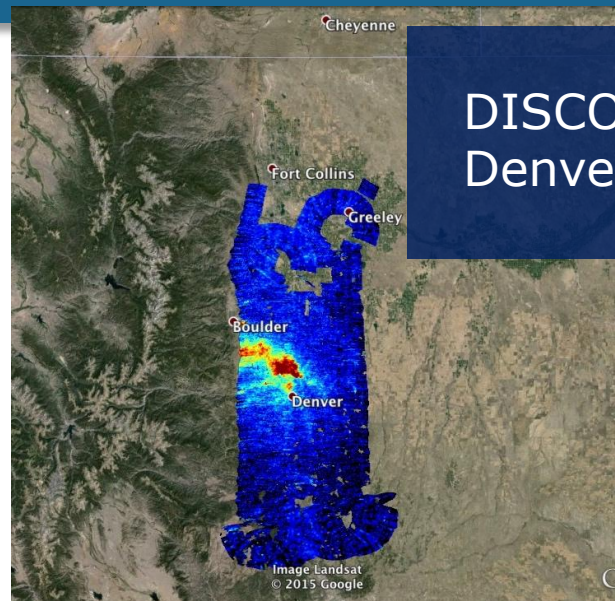 Cheyenne
DISCO
Denve
Fort Collins
Greeley
Boulder
Denver
Image Landsat
© 2015 Google